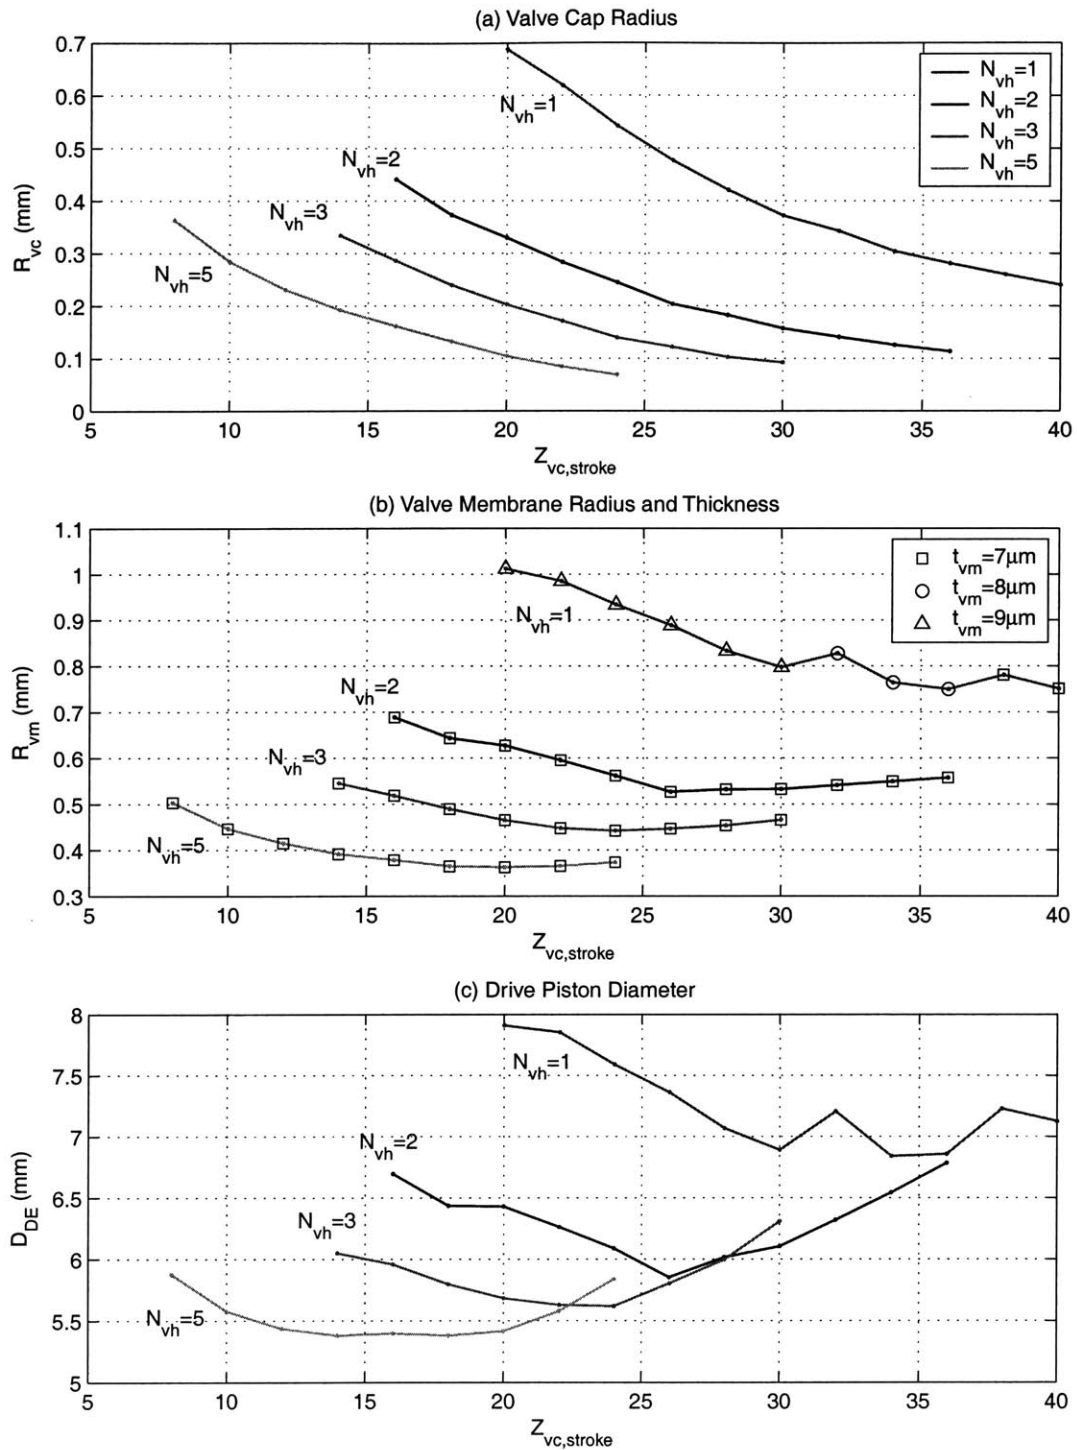 (a) Valve Cap Radius
0.7
0.6
0.5
0.4
0.3
0.2
0.1
0
R_vc (mm)
N_vh=1
N_vh=2
N_vh=3
N_vh=5
N_vh=1
N_vh=2
N_vh=3
N_vh=5
5 10 15 20 25 30 35 40
Z_vc,stroke
(b) Valve Membrane Radius and Thickness
1.1
1
0.9
0.8
0.7
0.6
0.5
0.4
0.3
R_vm (mm)
t_vm=7μm
t_vm=8μm
t_vm=9μm
N_vh=1
N_vh=2
N_vh=3
N_vh=5
5 10 15 20 25 30 35 40
Z_vc,stroke
(c) Drive Piston Diameter
8
7.5
7
6.5
6
5.5
5
D_DE (mm)
N_vh=1
N_vh=2
N_vh=3
N_vh=5
5 10 15 20 25 30 35 40
Z_vc,stroke